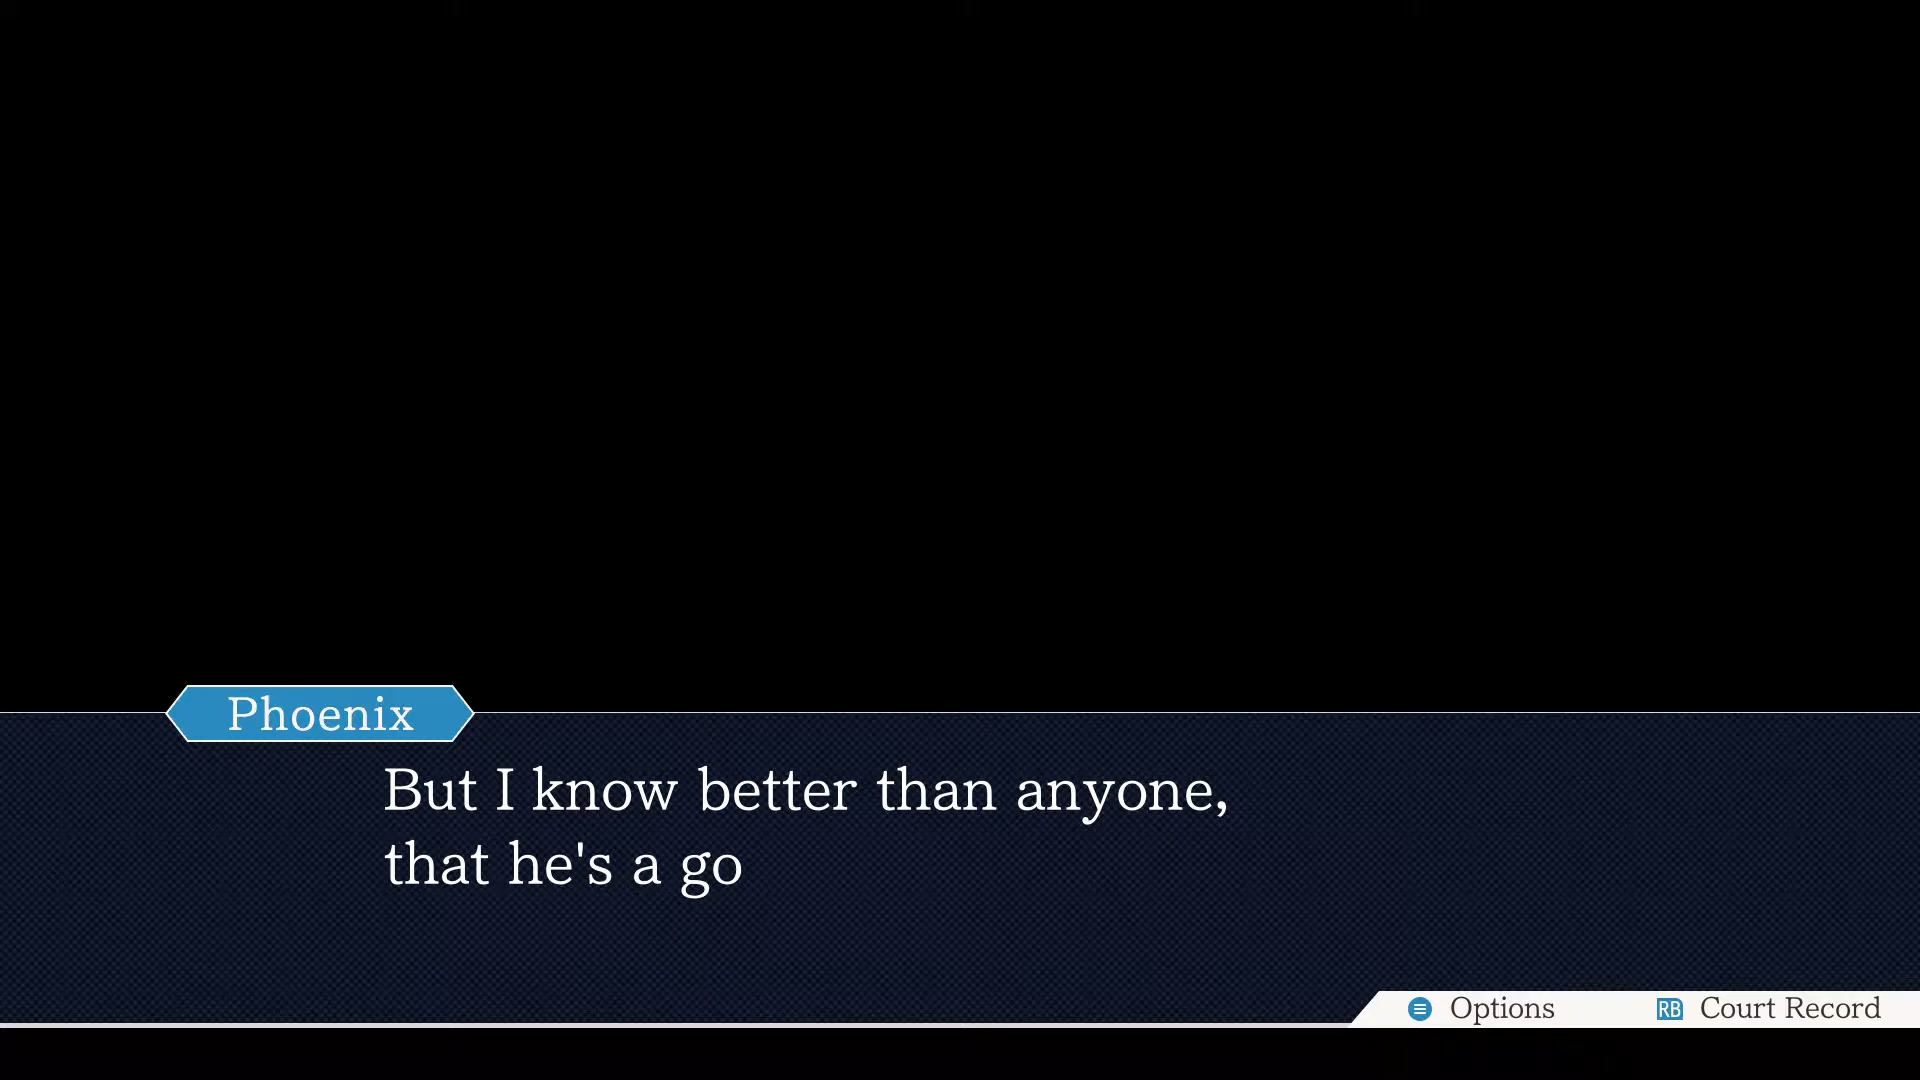 Phoenix
But I know better than anyone,
that he's a go
Options
RB Court Record